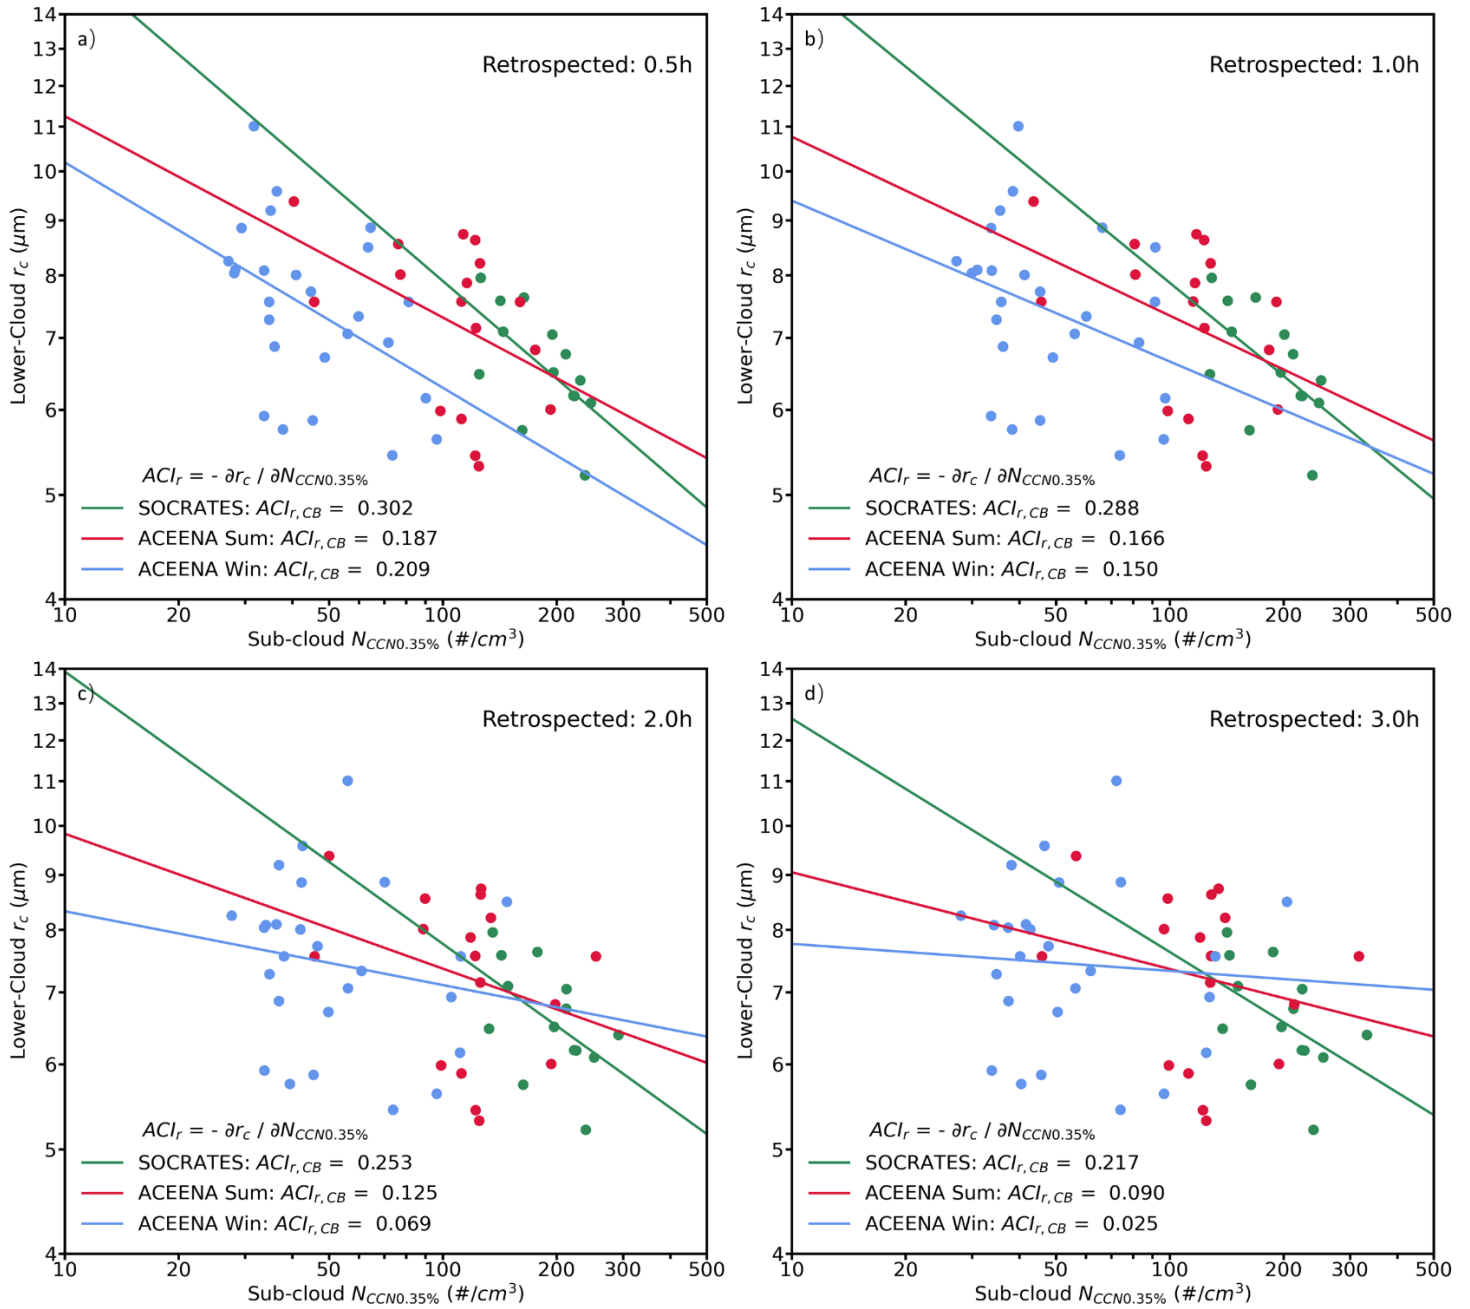 a)
Retrospected: 0.5h
14
13
12
11
10
9
8
7
6
5
4
Lower-Cloud r_c (μm)
ACI_r = - ∂r_c / ∂N_CCN0.35%
SOCRATES: ACI_r,CB = 0.302
ACEENA Sum: ACI_r,CB = 0.187
ACEENA Win: ACI_r,CB = 0.209
10 20 50 100 200 500
Sub-cloud N_CCN0.35% (#/cm³)
b)
Retrospected: 1.0h
14
13
12
11
10
9
8
7
6
5
4
Lower-Cloud r_c (μm)
ACI_r = - ∂r_c / ∂N_CCN0.35%
SOCRATES: ACI_r,CB = 0.288
ACEENA Sum: ACI_r,CB = 0.166
ACEENA Win: ACI_r,CB = 0.150
10 20 50 100 200 500
Sub-cloud N_CCN0.35% (#/cm³)
c)
Retrospected: 2.0h
14
13
12
11
10
9
8
7
6
5
4
Lower-Cloud r_c (μm)
ACI_r = - ∂r_c / ∂N_CCN0.35%
SOCRATES: ACI_r,CB = 0.253
ACEENA Sum: ACI_r,CB = 0.125
ACEENA Win: ACI_r,CB = 0.069
10 20 50 100 200 500
Sub-cloud N_CCN0.35% (#/cm³)
d)
Retrospected: 3.0h
14
13
12
11
10
9
8
7
6
5
4
Lower-Cloud r_c (μm)
ACI_r = - ∂r_c / ∂N_CCN0.35%
SOCRATES: ACI_r,CB = 0.217
ACEENA Sum: ACI_r,CB = 0.090
ACEENA Win: ACI_r,CB = 0.025
10 20 50 100 200 500
Sub-cloud N_CCN0.35% (#/cm³)